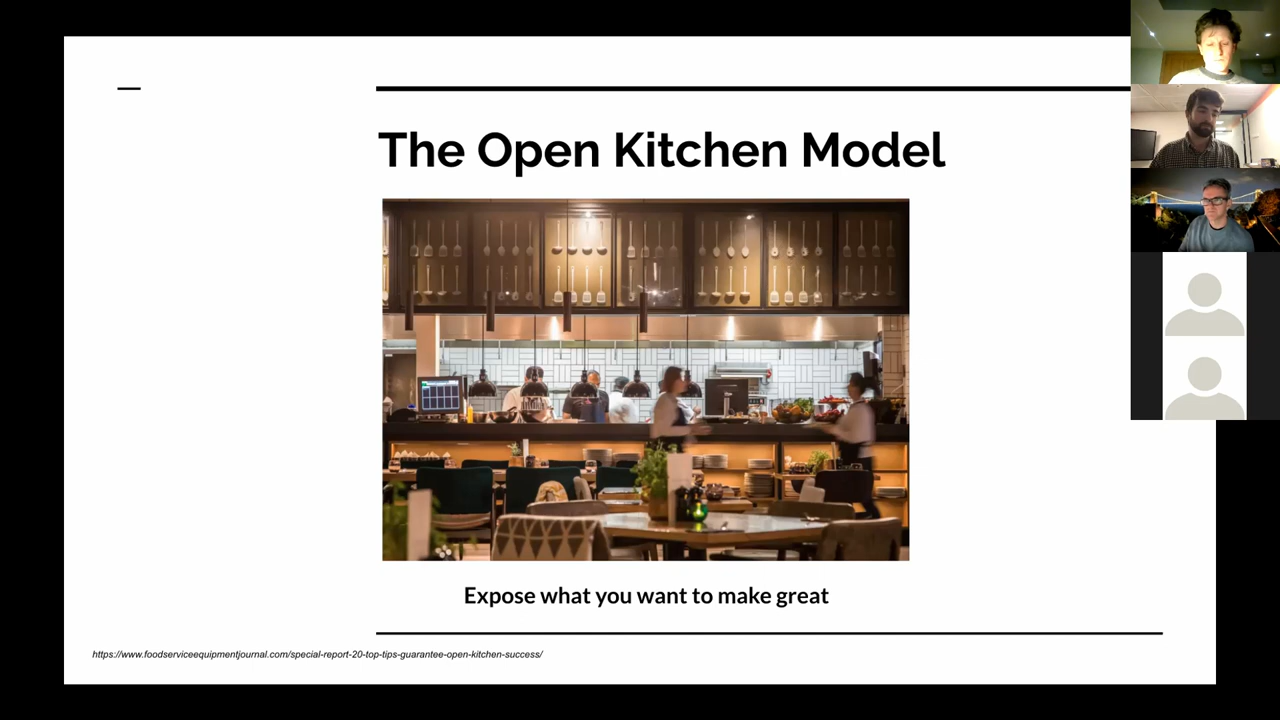 The Open Kitchen Model
Expose what you want to make great
https://www.foodserviceequipmentjournal.com/special-report-20-top-tips-guarantee-open-kitchen-success/